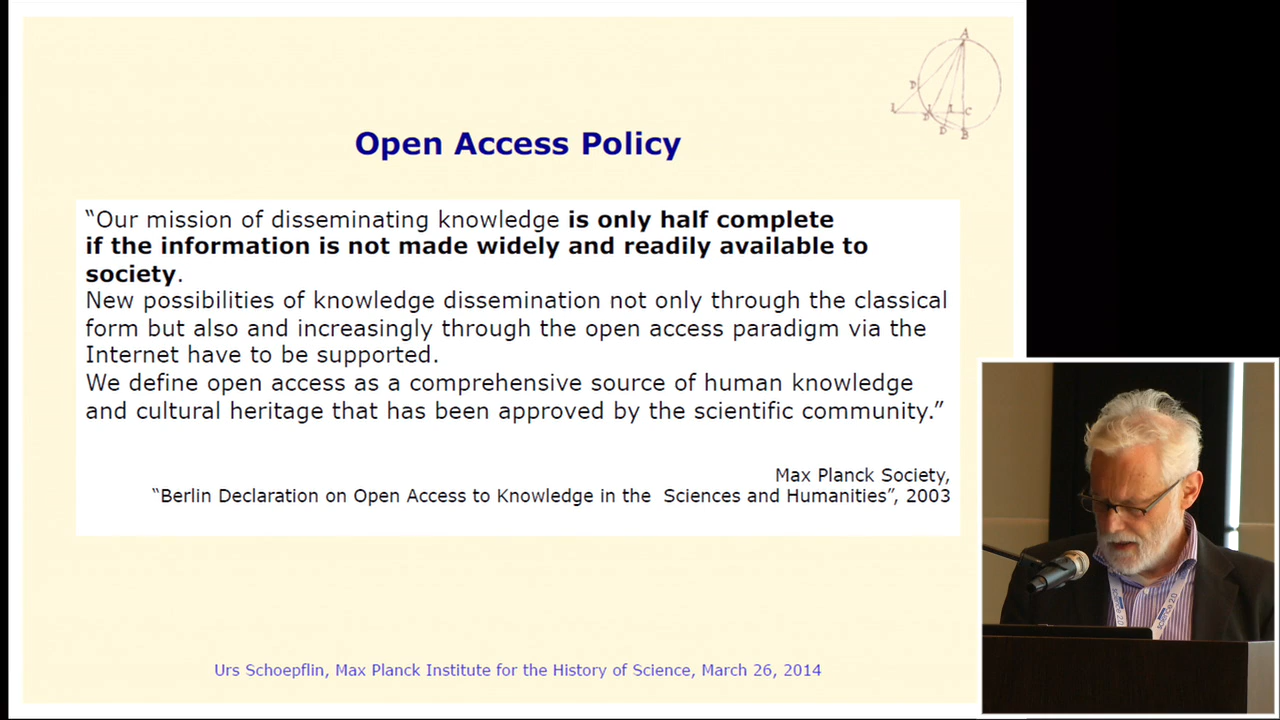 Open Access Policy
“Our mission of disseminating knowledge is only half complete
if the information is not made widely and readily available to
society.
New possibilities of knowledge dissemination not only through the classical
form but also and increasingly through the open access paradigm via the
Internet have to be supported.
We define open access as a comprehensive source of human knowledge
and cultural heritage that has been approved by the scientific community.”
Max Planck Society,
“Berlin Declaration on Open Access to Knowledge in the  Sciences and Humanities”, 2003
Urs Schoepflin, Max Planck Institute for the History of Science, March 26, 2014
A
D
C
D
B